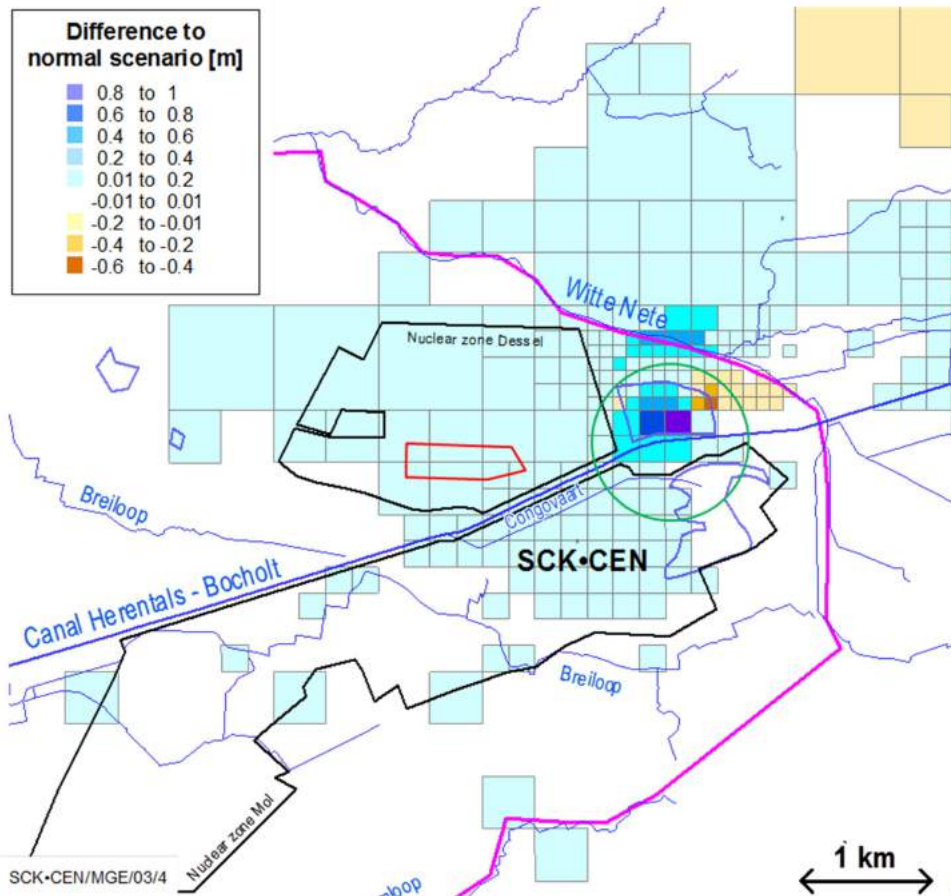 Difference to
normal scenario [m]
0.8 to 1
0.6 to 0.8
0.4 to 0.6
0.2 to 0.4
0.01 to 0.2
-0.01 to 0.01
-0.2 to -0.01
-0.4 to -0.2
-0.6 to -0.4
Witte Nete
Nuclear zone Dessel
Breiloop
Congovaart
SCK•CEN
Canal Herentals - Bocholt
Breiloop
Nuclear zone Mol
SCK•CEN/MGE/03/4
1 km